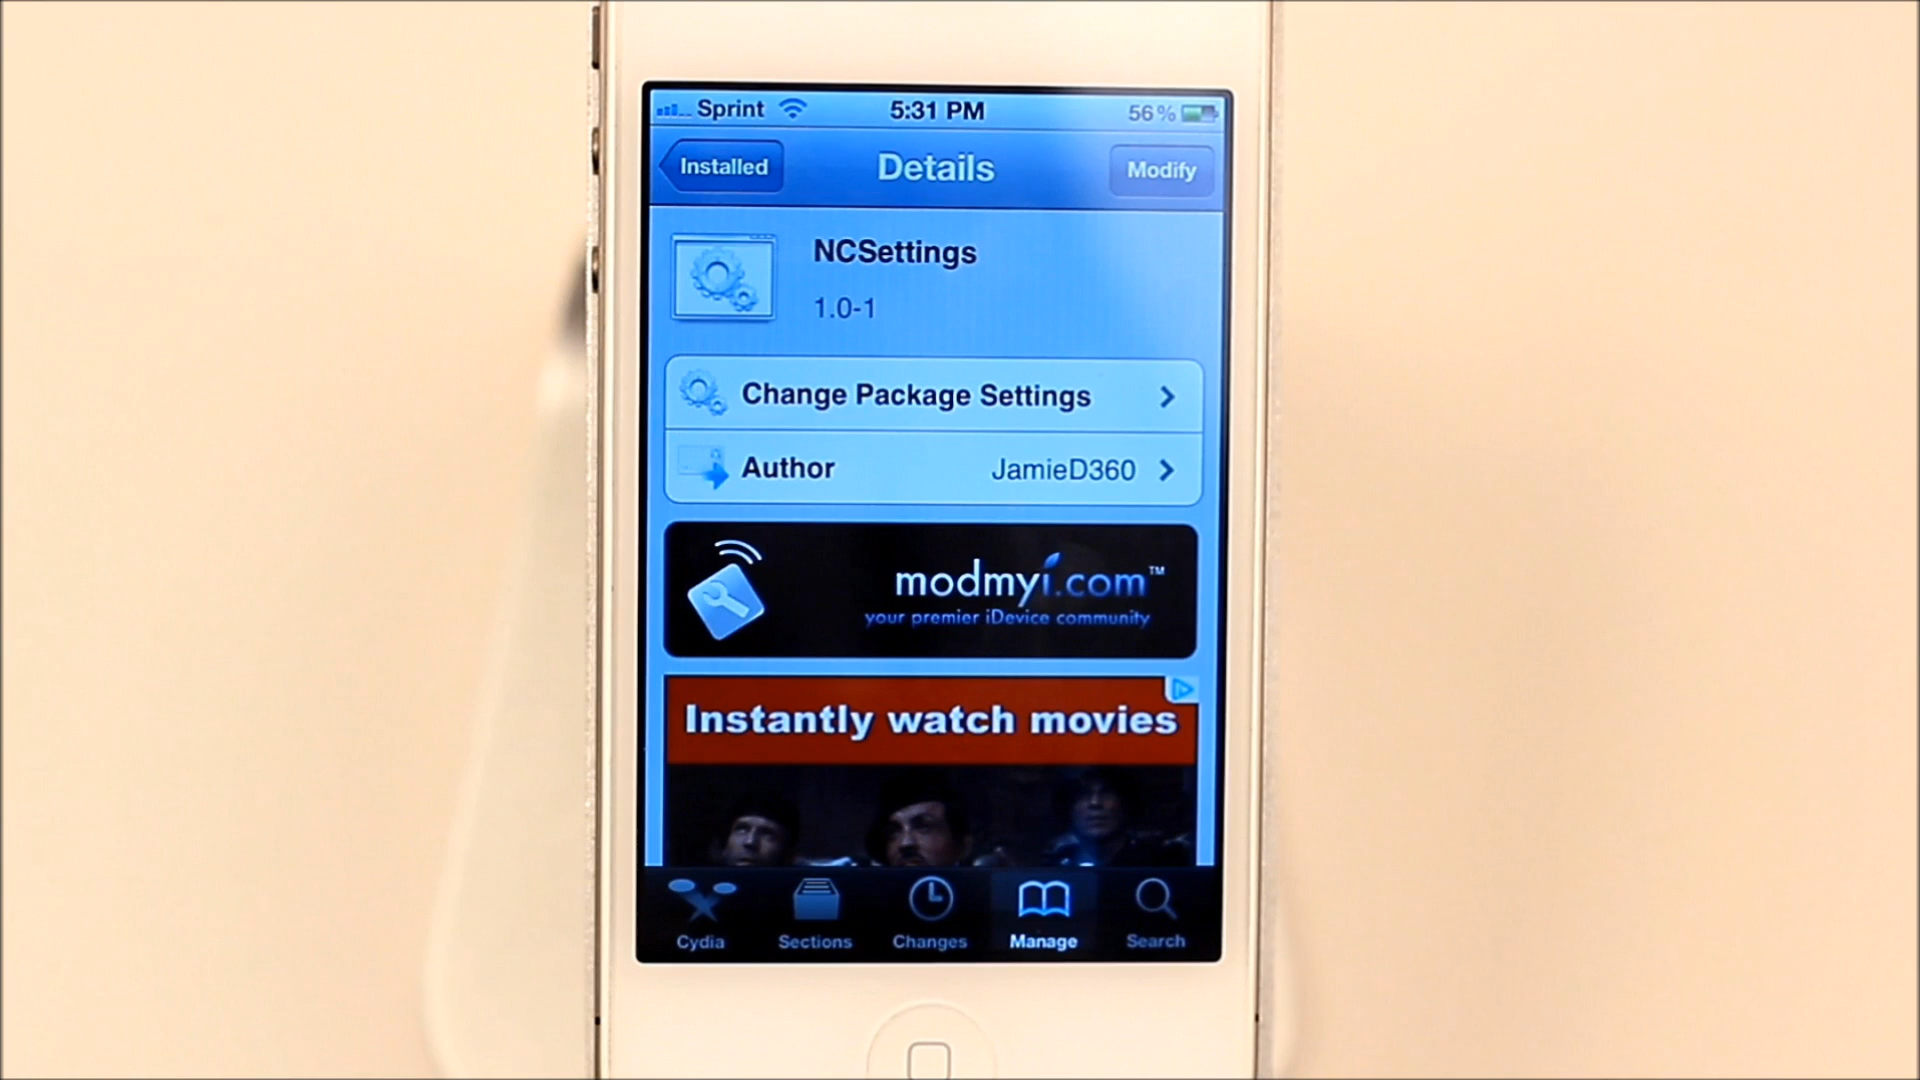 Sprint 5:31 PM 56%
Installed Details Modify
NCSettings
1.0-1
Change Package Settings
Author JamieD360
modmyi.com™
your premier iDevice community
Instantly watch movies
Cydia Sections Changes Manage Search